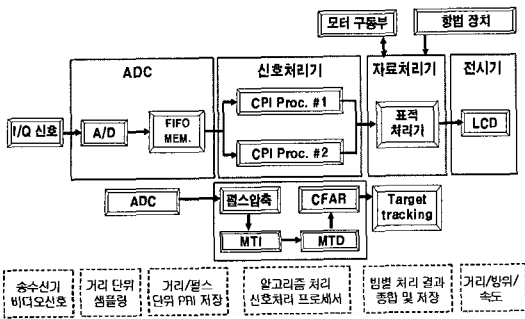 모터 구동부
항법 장치
ADC
신호처리기
자료처리기
전시기
I/Q 신호
A/D
FIFO
MEM.
CPI Proc. #1
CPI Proc. #2
표적
처리기
LCD
ADC
펄스압축
CFAR
Target
tracking
MTI
MTD
송수신기
비디오신호
거리 단위
샘플링
거리/펄스
단위 PRI 저장
알고리즘 처리
신호처리 프로세서
빔별 처리 결과
종합 및 저장
거리/방위/
속도